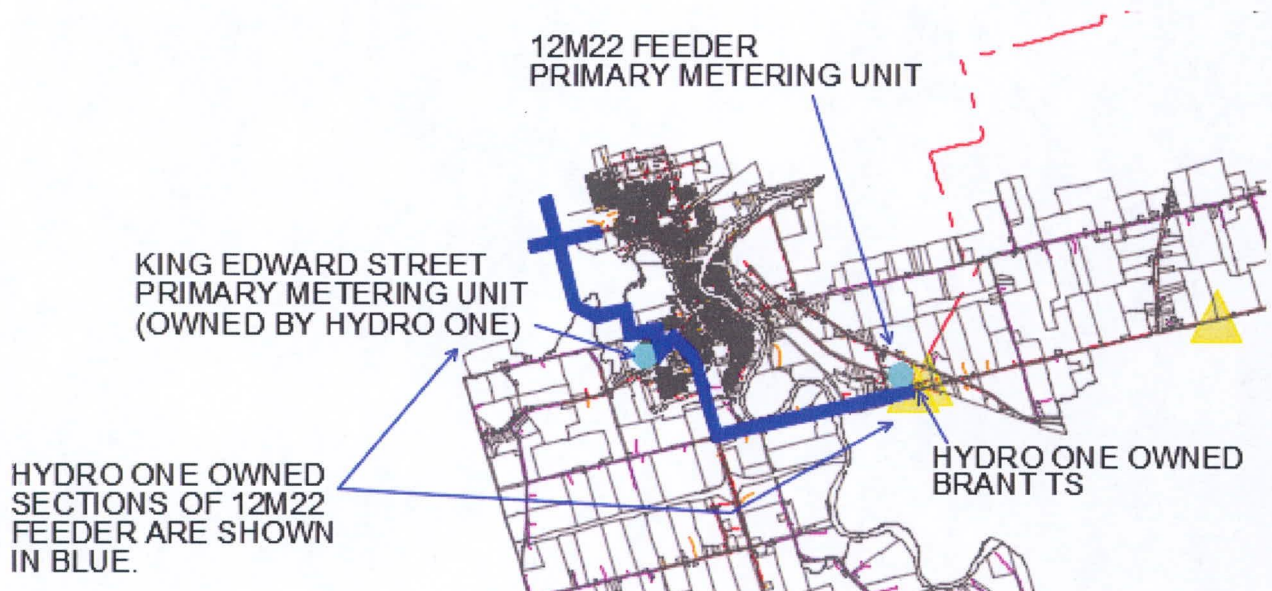 12M22 FEEDER
PRIMARY METERING UNIT
KING EDWARD STREET
PRIMARY METERING UNIT
(OWNED BY HYDRO ONE)
HYDRO ONE OWNED
BRANT TS
HYDRO ONE OWNED
SECTIONS OF 12M22
FEEDER ARE SHOWN
IN BLUE.